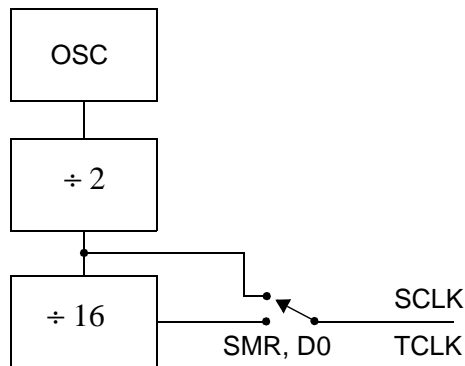 OSC
÷ 2
÷ 16
SCLK
SMR, D0
TCLK